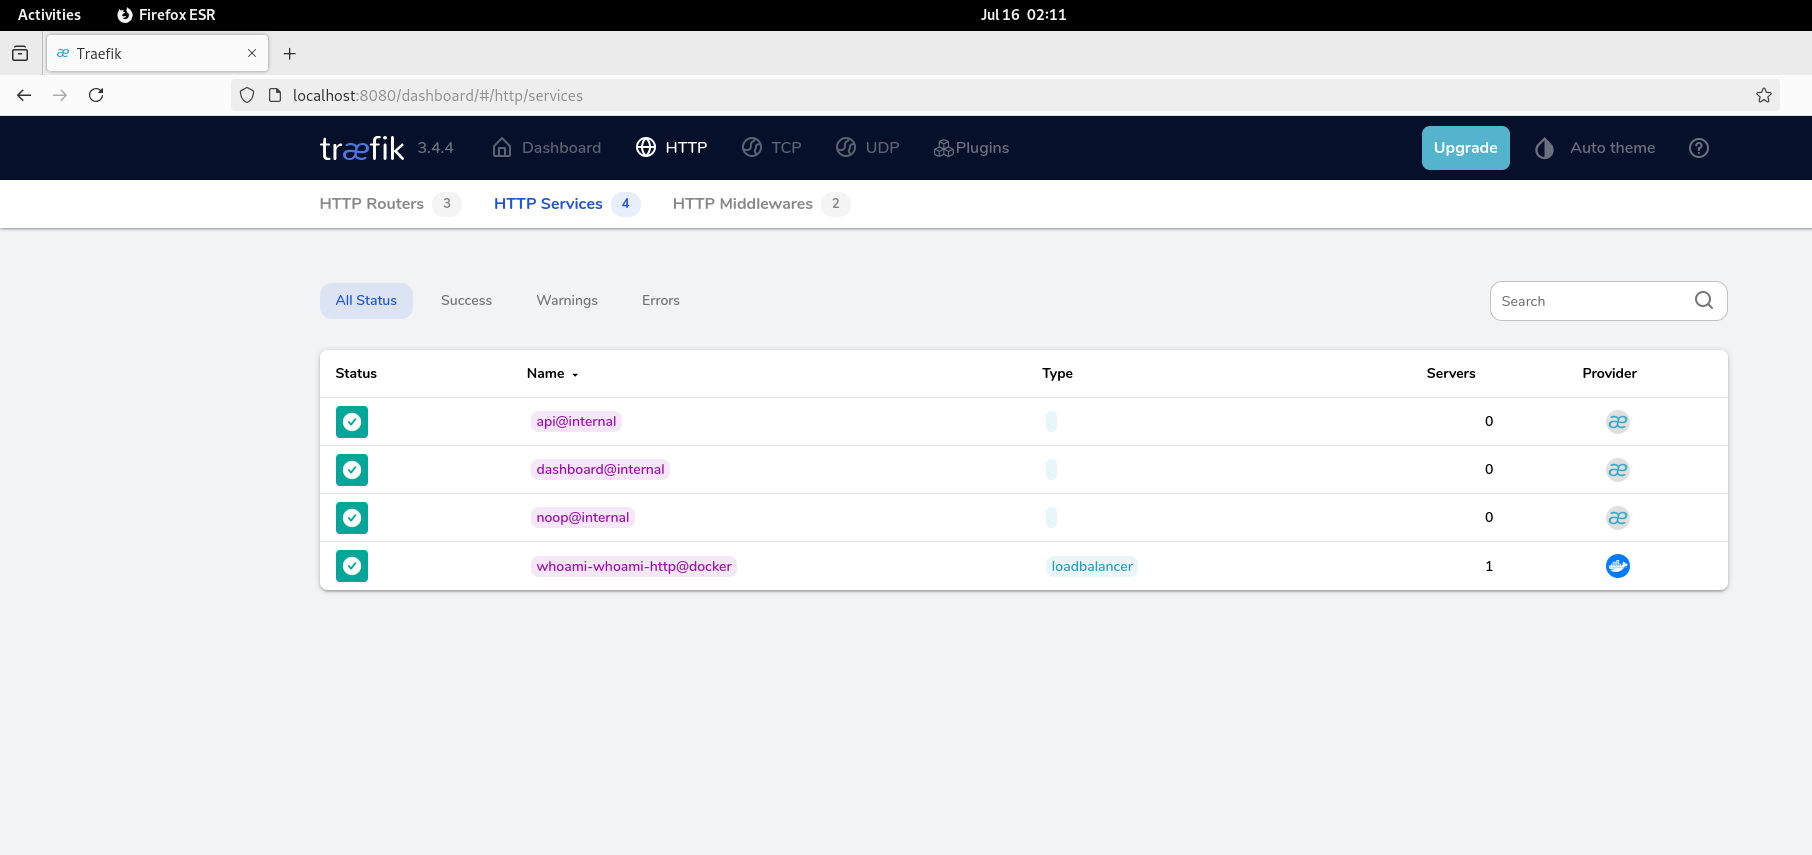 Activities Firefox ESR Jul 16 02:11
Traefik
localhost:8080/dashboard/#/http/services
træfik 3.4.4 Dashboard HTTP TCP UDP Plugins Upgrade Auto theme
HTTP Routers 3 HTTP Services 4 HTTP Middlewares 2
All Status Success Warnings Errors Search
Status Name Type Servers Provider
api@internal 0
dashboard@internal 0
noop@internal 0
whoami-whoami-http@docker loadbalancer 1